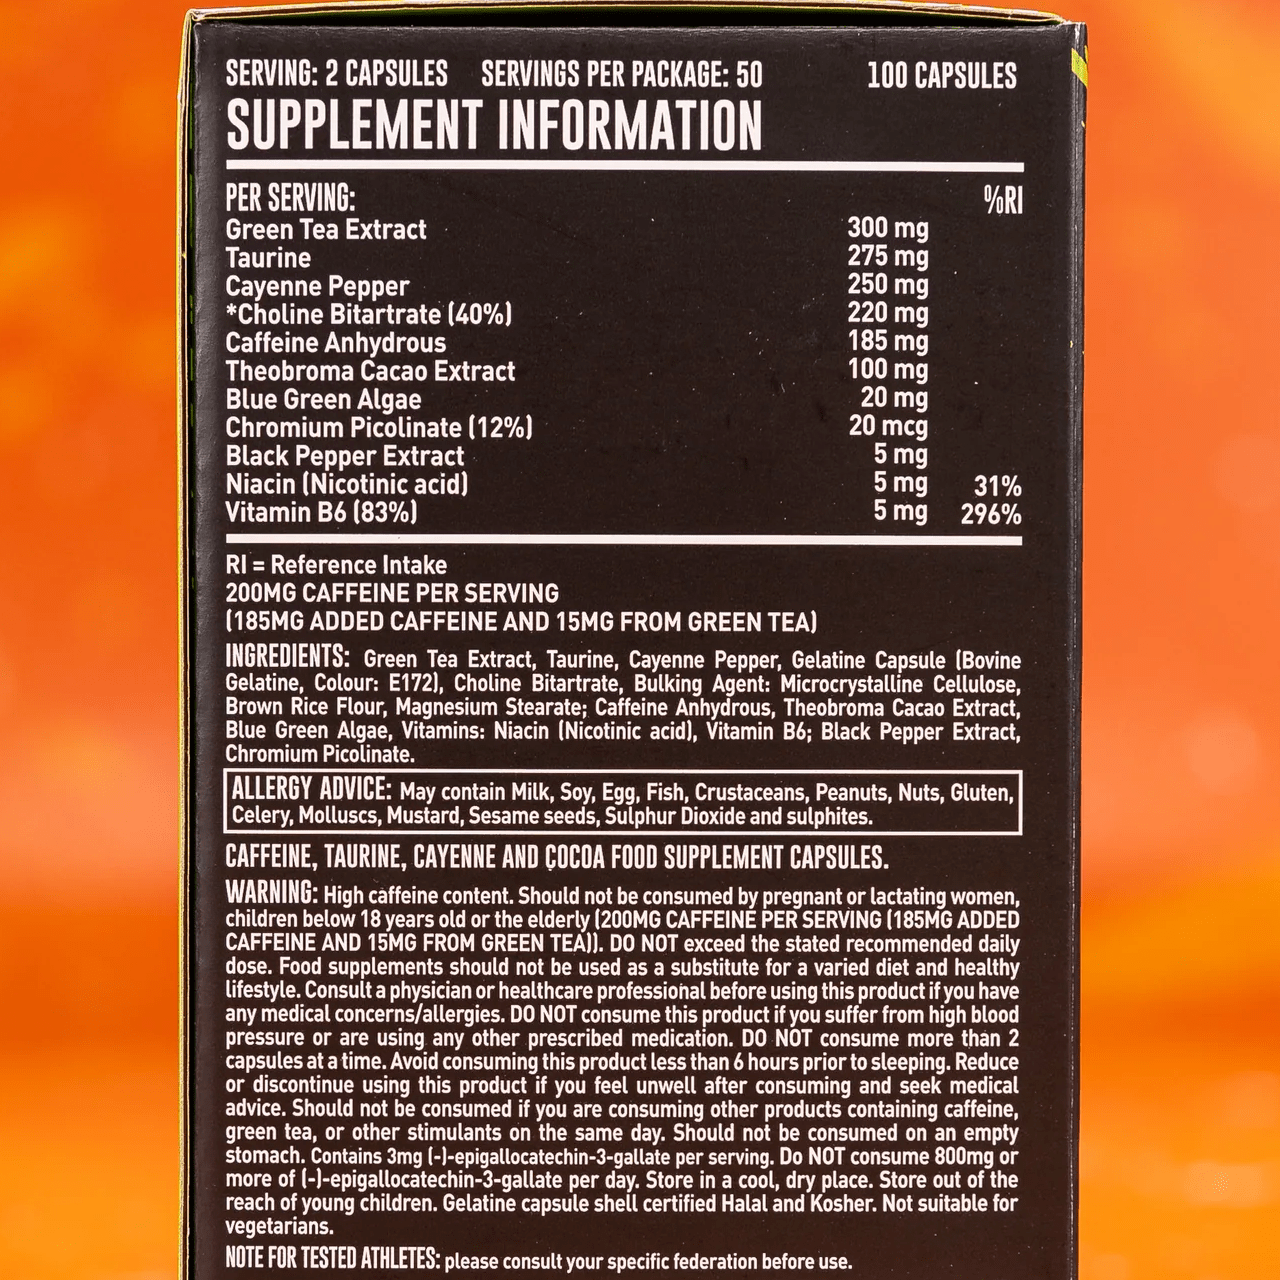 SERVING: 2 CAPSULES SERVINGS PER PACKAGE: 50 100 CAPSULES
SUPPLEMENT INFORMATION
PER SERVING: %RI
Green Tea Extract 300 mg
Taurine 275 mg
Cayenne Pepper 250 mg
*Choline Bitartrate (40%) 220 mg
Caffeine Anhydrous 185 mg
Theobroma Cacao Extract 100 mg
Blue Green Algae 20 mg
Chromium Picolinate (12%) 20 mcg
Black Pepper Extract 5 mg
Niacin (Nicotinic acid) 5 mg 31%
Vitamin B6 (83%) 5 mg 296%
RI = Reference Intake
200MG CAFFEINE PER SERVING
(185MG ADDED CAFFEINE AND 15MG FROM GREEN TEA)
INGREDIENTS: Green Tea Extract, Taurine, Cayenne Pepper, Gelatine Capsule (Bovine
Gelatine, Colour: E172), Choline Bitartrate, Bulking Agent: Microcrystalline Cellulose,
Brown Rice Flour, Magnesium Stearate; Caffeine Anhydrous, Theobroma Cacao Extract,
Blue Green Algae, Vitamins: Niacin (Nicotinic acid), Vitamin B6; Black Pepper Extract,
Chromium Picolinate.
ALLERGY ADVICE: May contain Milk, Soy, Egg, Fish, Crustaceans, Peanuts, Nuts, Gluten,
Celery, Molluscs, Mustard, Sesame seeds, Sulphur Dioxide and sulphites.
CAFFEINE, TAURINE, CAYENNE AND COCOA FOOD SUPPLEMENT CAPSULES.
WARNING: High caffeine content. Should not be consumed by pregnant or lactating women,
children below 18 years old or the elderly (200MG CAFFEINE PER SERVING (185MG ADDED
CAFFEINE AND 15MG FROM GREEN TEA)). DO NOT exceed the stated recommended daily
dose. Food supplements should not be used as a substitute for a varied diet and healthy
lifestyle. Consult a physician or healthcare professional before using this product if you have
any medical concerns/allergies. DO NOT consume this product if you suffer from high blood
pressure or are using any other prescribed medication. DO NOT consume more than 2
capsules at a time. Avoid consuming this product less than 6 hours prior to sleeping. Reduce
or discontinue using this product if you feel unwell after consuming and seek medical
advice. Should not be consumed if you are consuming other products containing caffeine,
green tea, or other stimulants on the same day. Should not be consumed on an empty
stomach. Contains 3mg (-)-epigallocatechin-3-gallate per serving. Do NOT consume 800mg or
more of (-)-epigallocatechin-3-gallate per day. Store in a cool, dry place. Store out of the
reach of young children. Gelatine capsule shell certified Halal and Kosher. Not suitable for
vegetarians.
NOTE FOR TESTED ATHLETES: please consult your specific federation before use.